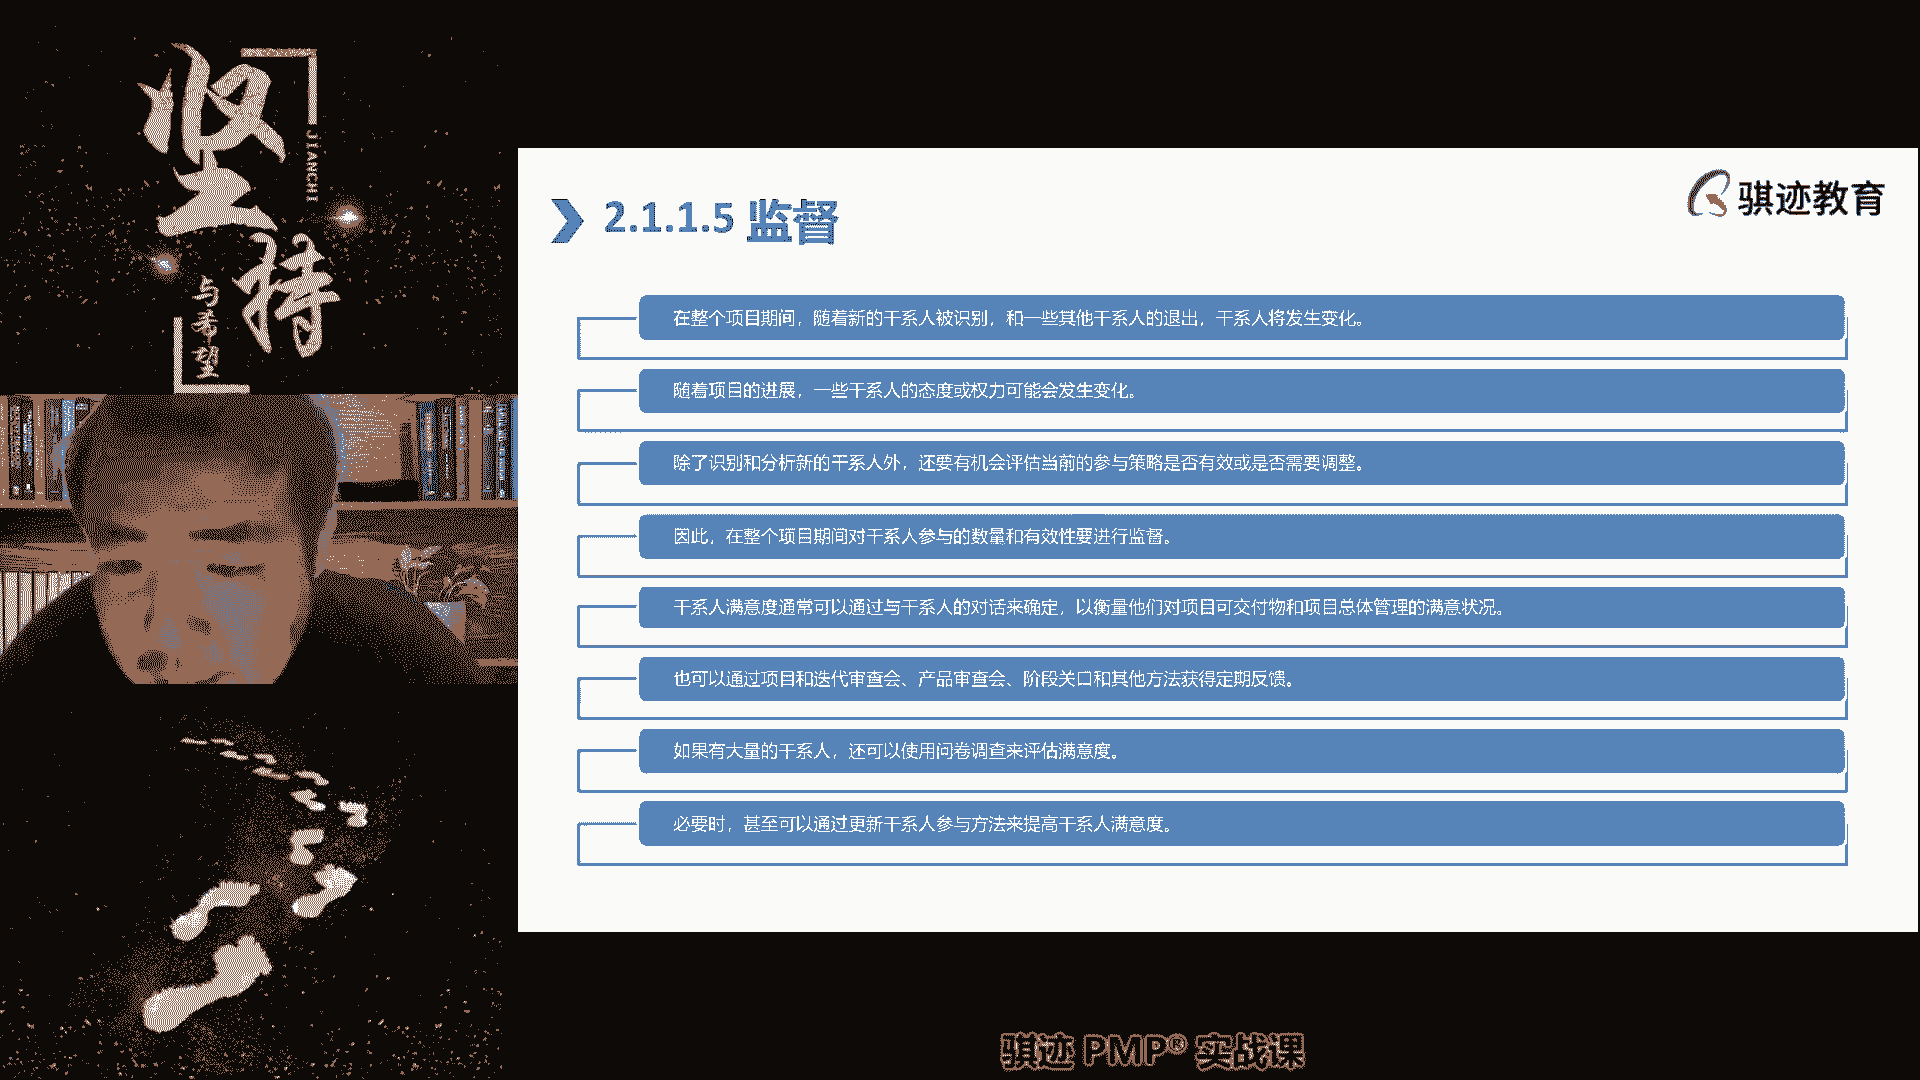 坚持
JIANCHI
与希望
骐迹教育
2.1.1.5 监督
在整个项目期间，随着新的干系人被识别，和一些其他干系人的退出，干系人将发生变化。
随着项目的进展，一些干系人的态度或权力可能会发生变化。
除了识别和分析新的干系人外，还要有机会评估当前的参与策略是否有效或是否需要调整。
因此，在整个项目期间对干系人参与的数量和有效性要进行监督。
干系人满意度通常可以通过与干系人的对话来确定，以衡量他们对项目可交付物和项目总体管理的满意状况。
也可以通过项目和迭代审查会、产品审查会、阶段关口和其他方法获得定期反馈。
如果有大量的干系人，还可以使用问卷调查来评估满意度。
必要时，甚至可以通过更新干系人参与方法来提高干系人满意度。
骐迹 PMP® 实战课